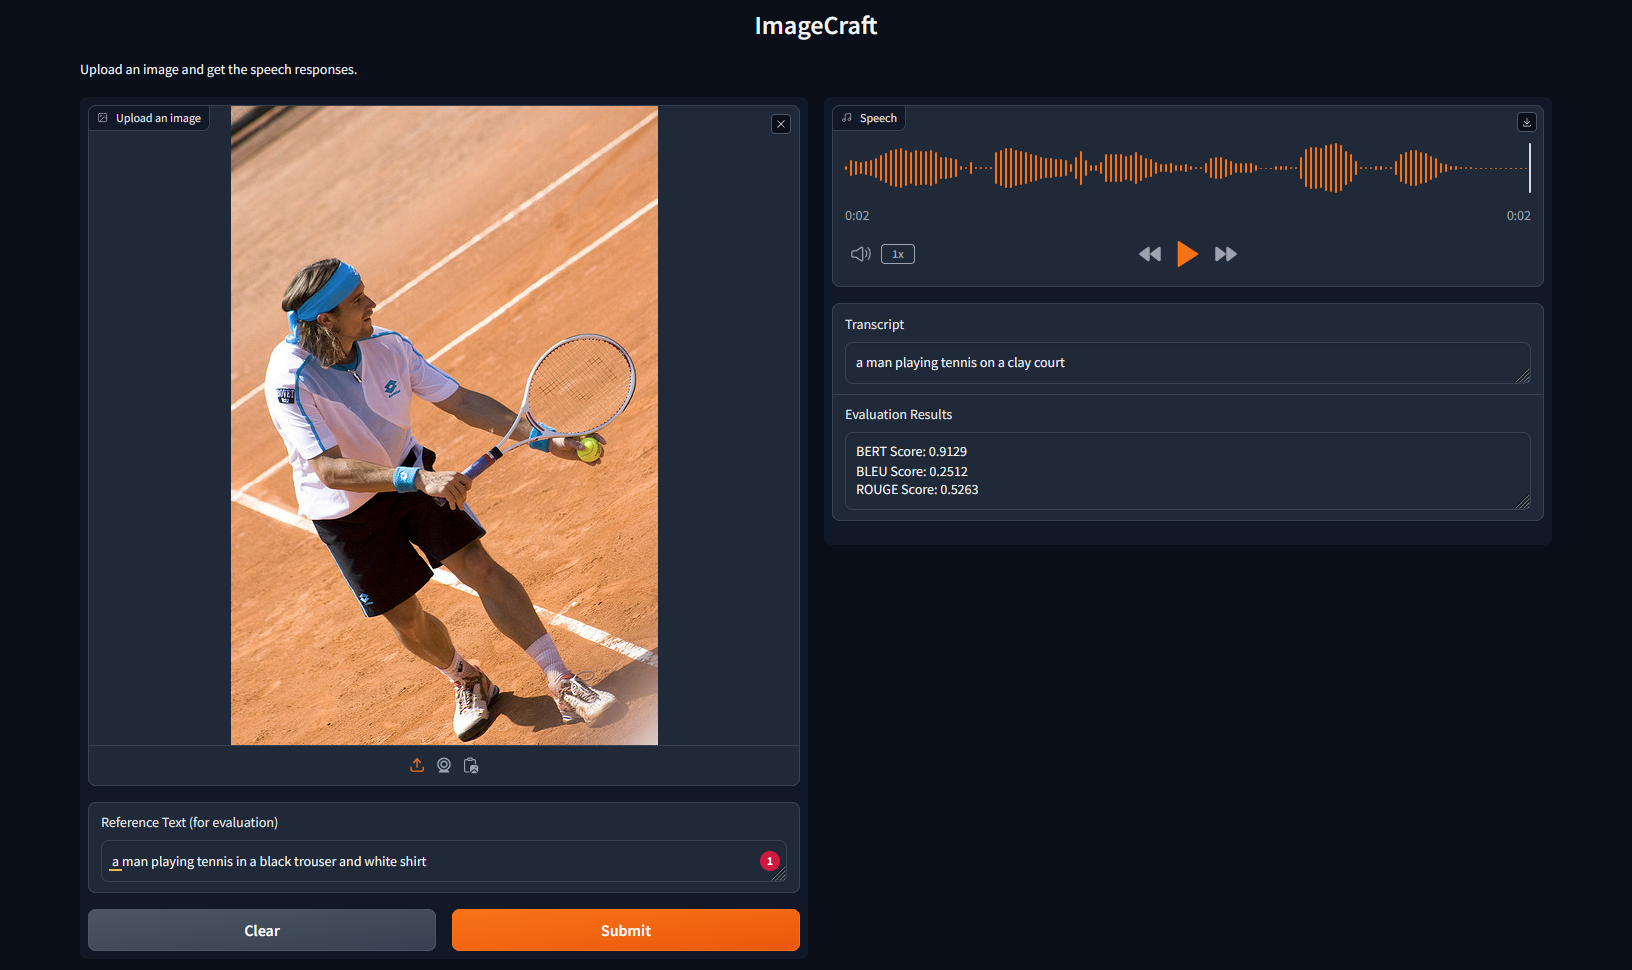 ImageCraft
Upload an image and get the speech responses.
Upload an image
Speech
0:02
0:02
1x
Transcript
a man playing tennis on a clay court
Evaluation Results
BERT Score: 0.9129
BLEU Score: 0.2512
ROUGE Score: 0.5263
Reference Text (for evaluation)
a man playing tennis in a black trouser and white shirt
1
Clear
Submit